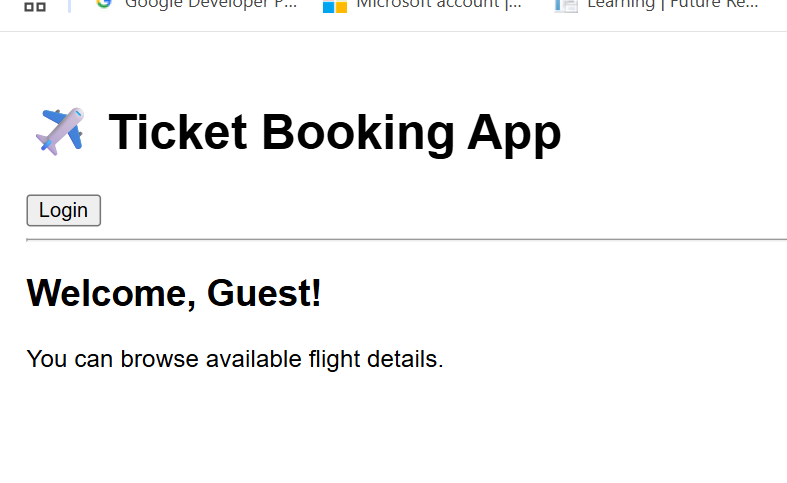 Google Developer P... Microsoft account |... Learning | Future Re...
Ticket Booking App
Login
Welcome, Guest!
You can browse available flight details.